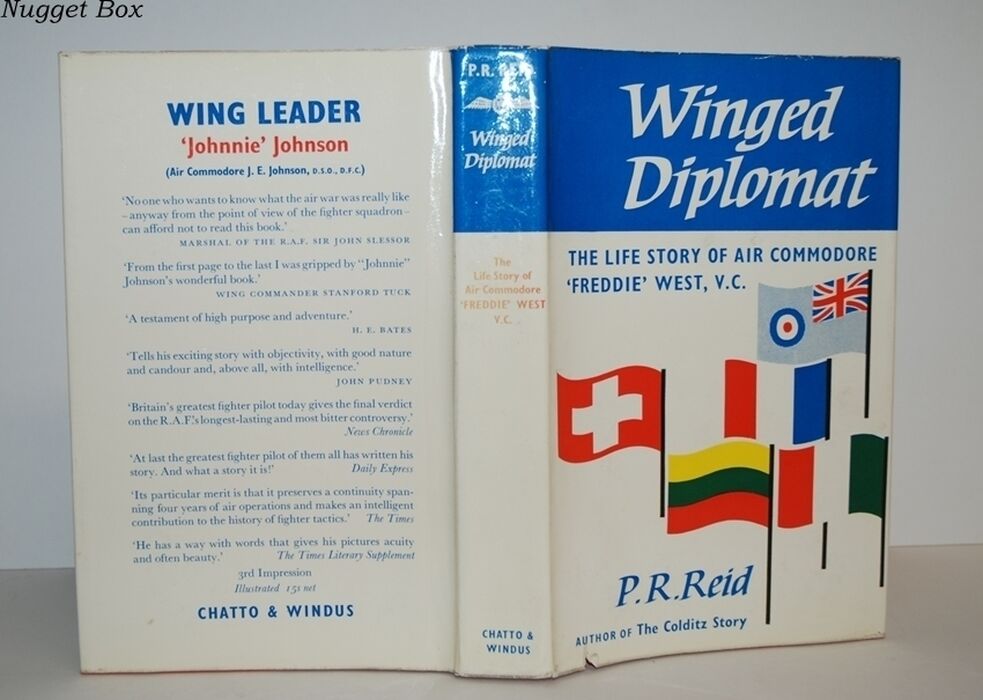 Nugget Box
WING LEADER
‘Johnnie’ Johnson
(Air Commodore J. E. Johnson, D.S.O., D.F.C.)
‘No one who wants to know what the air war was really like
–anyway from the point of view of the fighter squadron–
can afford not to read this book.’
MARSHAL OF THE R.A.F. SIR JOHN SLESSOR
‘From the first page to the last I was gripped by “Johnnie”
Johnson’s wonderful book.’
WING COMMANDER STANFORD TUCK
‘A testament of high purpose and adventure.’
H. E. BATES
‘Tells his exciting story with objectivity, with good nature
and candour and, above all, with intelligence.’
JOHN PUDNEY
‘Britain’s greatest fighter pilot today gives the final verdict
on the R.A.F.’s longest-lasting and most bitter controversy.’
News Chronicle
‘At last the greatest fighter pilot of them all has written his
story. And what a story it is!’ Daily Express
‘Its particular merit is that it preserves a continuity span-
ning four years of air operations and makes an intelligent
contribution to the history of fighter tactics.’ The Times
‘He has a way with words that gives his pictures acuity
and often beauty.’ The Times Literary Supplement
3rd Impression
Illustrated 15s net
CHATTO & WINDUS
P.R. REID
Winged
Diplomat
The
Life Story of
Air Commodore
‘FREDDIE’ WEST
V.C.
CHATTO &
WINDUS
Winged
Diplomat
THE LIFE STORY OF AIR COMMODORE
‘FREDDIE’ WEST, V.C.
P.R.Reid
AUTHOR OF The Colditz Story